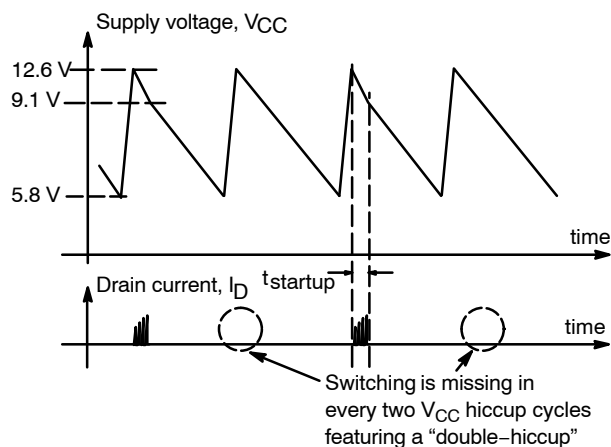 Supply voltage, VCC
12.6 V
9.1 V
5.8 V
time
tstartup
Drain current, ID
time
Switching is missing in
every two VCC hiccup cycles
featuring a “double−hiccup”